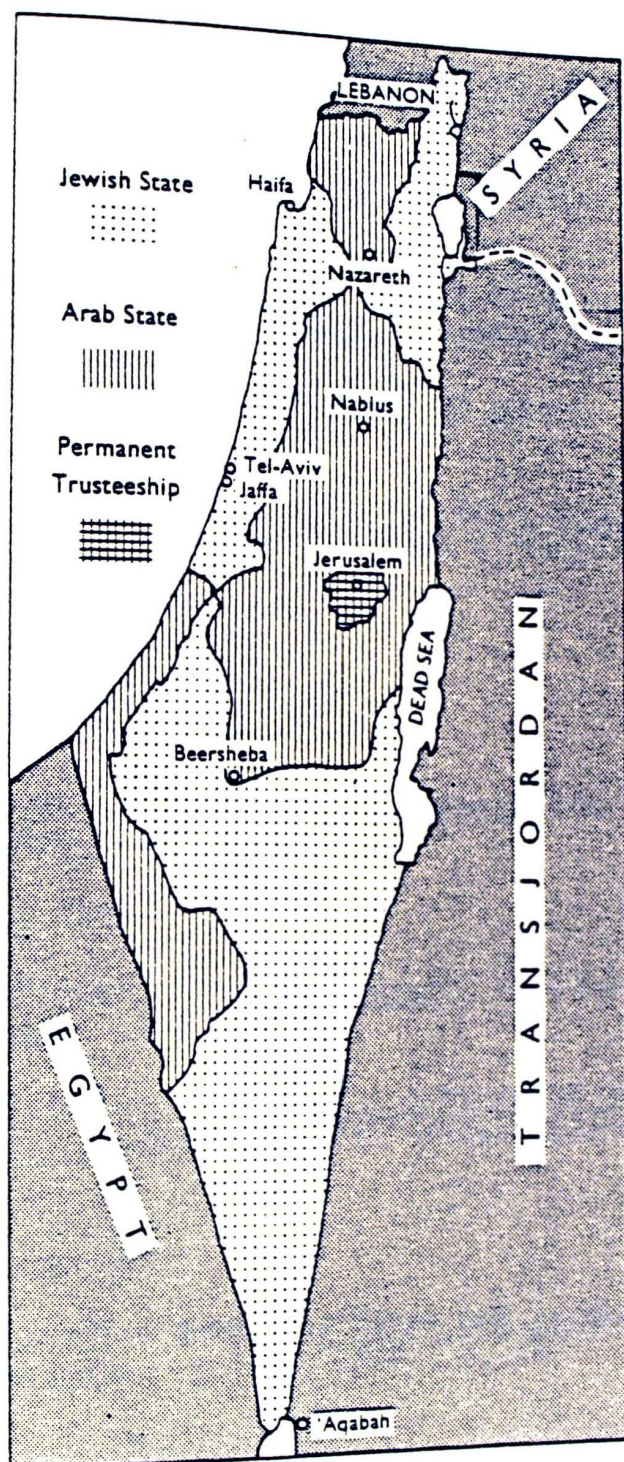 Jewish State
Arab State
Permanent
Trusteeship
LEBANON
SYRIA
Haifa
Nazareth
Nablus
Tel-Aviv
Jaffa
Jerusalem
DEAD SEA
Beersheba
TRANSJORDAN
EGYPT
'Aqabah